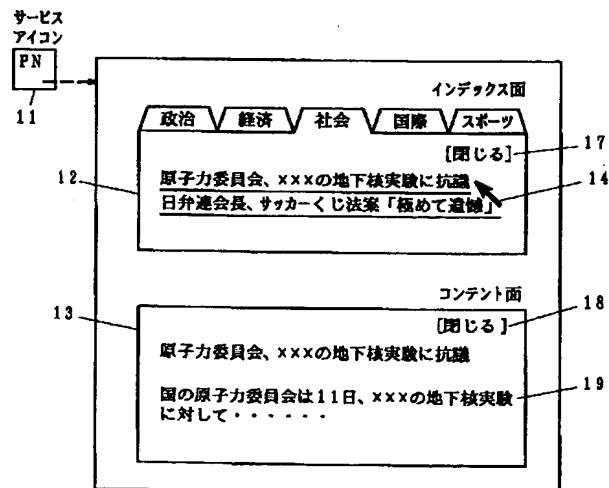 サービス
アイコン
PN
11
インデックス面
政治 経済 社会 国際 スポーツ
[閉じる]
17
12
原子力委員会、×××の地下核実験に抗議
14
日弁連会長、サッカーくじ法案「極めて遺憾」
コンテント面
13
18
[閉じる]
原子力委員会、×××の地下核実験に抗議
19
国の原子力委員会は11日、×××の地下核実験
に対して・・・・・・